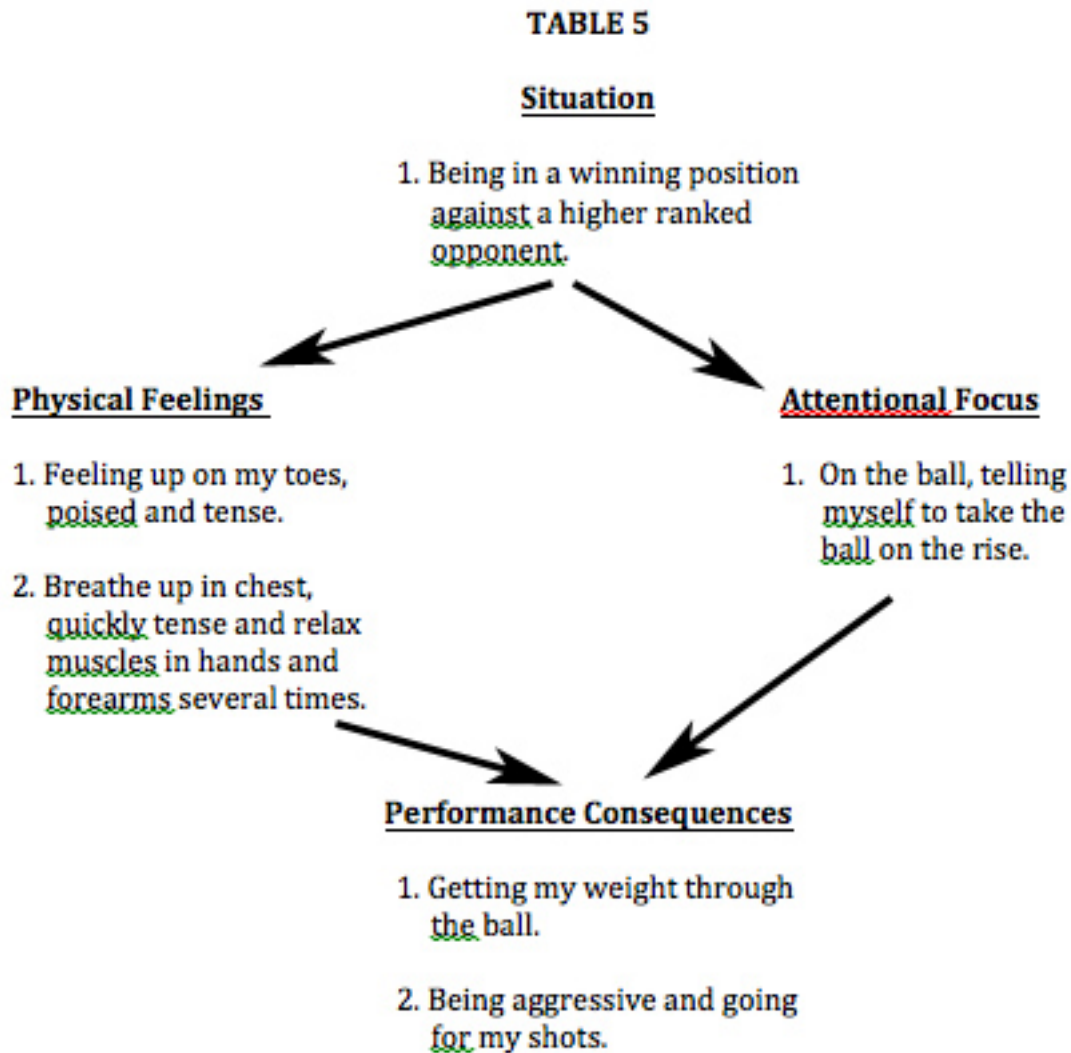 TABLE 5
Situation
1. Being in a winning position
against a higher ranked
opponent.
Physical Feelings
1. Feeling up on my toes,
poised and tense.
2. Breathe up in chest,
quickly tense and relax
muscles in hands and
forearms several times.
Attentional Focus
1. On the ball, telling
myself to take the
ball on the rise.
Performance Consequences
1. Getting my weight through
the ball.
2. Being aggressive and going
for my shots.